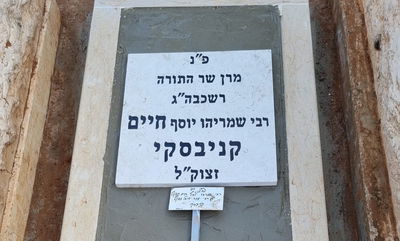 פ"נ
מרן שר התורה
רשכבה"ג
רבי שמריהו יוסף חיים
קניבסקי
זצוק"ל